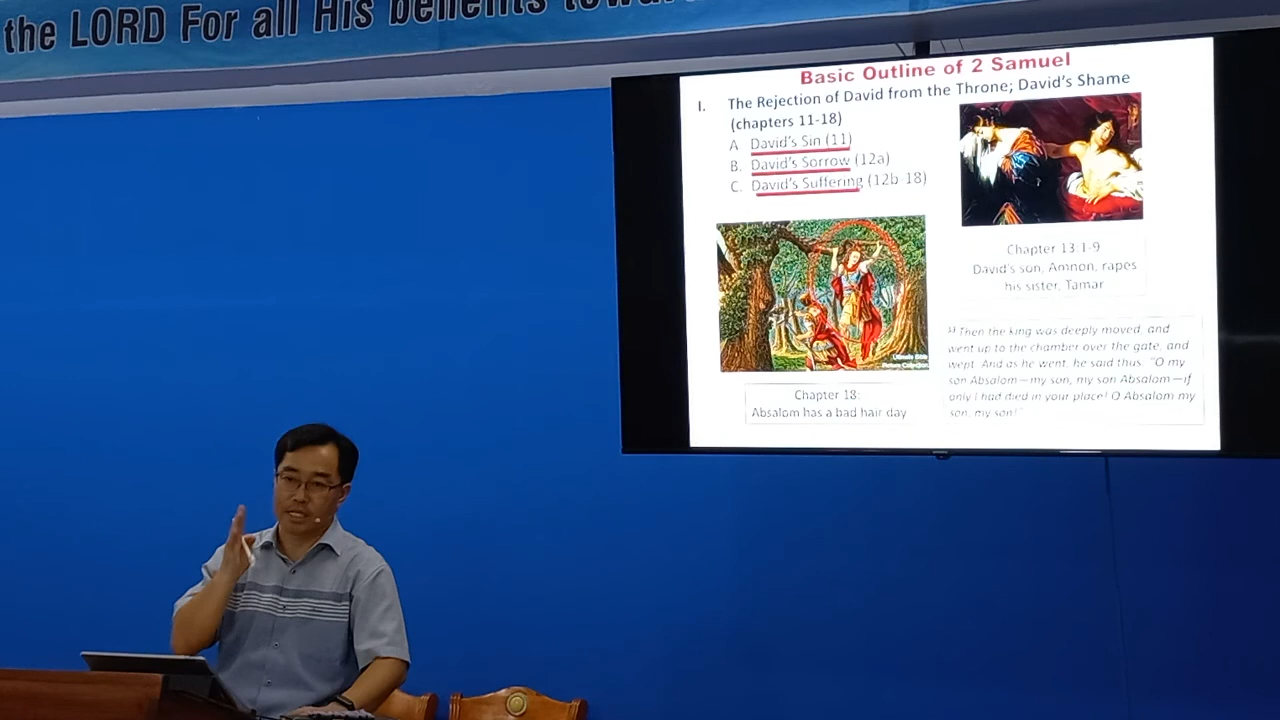 the LORD For all His benefits
Basic Outline of 2 Samuel
I. The Rejection of David from the Throne; David's Shame
(chapters 11-18)
A David's Sin (11)
B. David's Sorrow (12a)
C. David's Suffering (12b-18)
Chapter 13:1-9
David's son, Amnon, rapes
his sister, Tamar
33 Then the king was deeply moved, and
went up to the chamber over the gate, and
wept. And as he went, he said thus: "O my
son Absalom—my son, my son Absalom—if
only I had died in your place! O Absalom my
son, my son!"
Chapter 18:
Absalom has a bad hair day